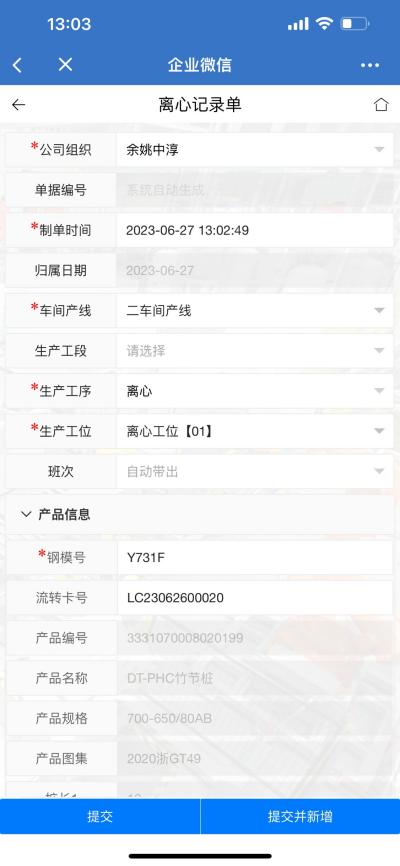 13:03
企业微信
离心记录单
*公司组织 余姚中淳
单据编号 系统自动生成
*制单时间 2023-06-27 13:02:49
归属日期 2023-06-27
*车间产线 二车间产线
生产工段 请选择
*生产工序 离心
*生产工位 离心工位【01】
班次 自动带出
产品信息
*钢模号 Y731F
流转卡号 LC23062600020
产品编号 3331070008020199
产品名称 DT-PHC竹节桩
产品规格 700-650/80AB
产品图集 2020浙GT49
提交 提交并新增